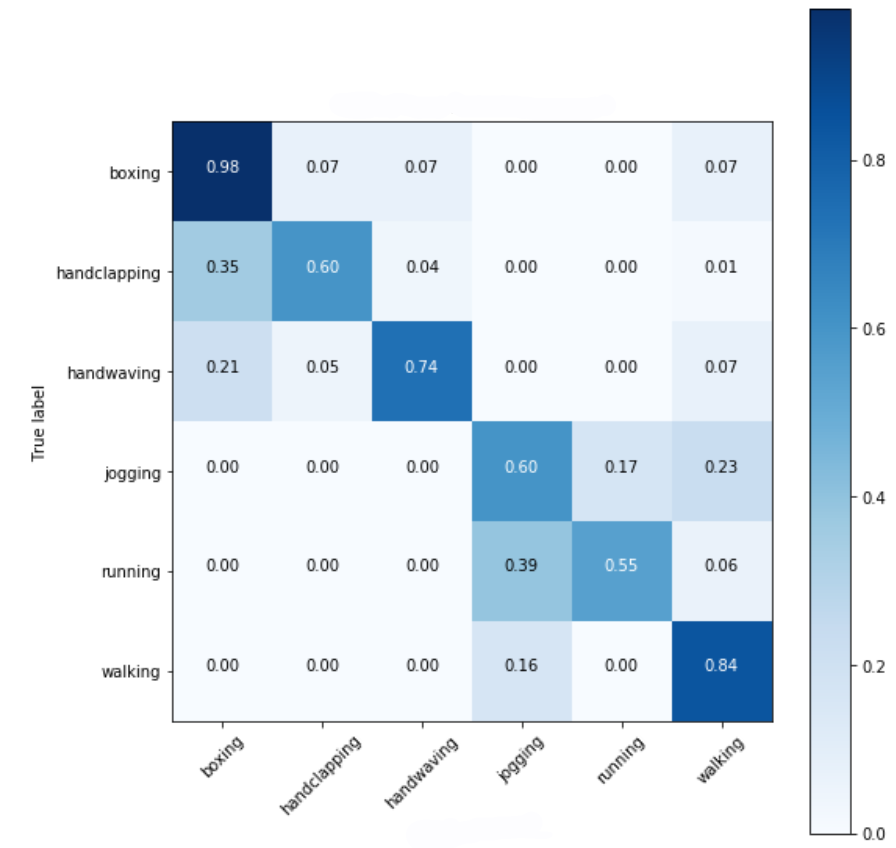 boxing 0.98 0.07 0.07 0.00 0.00 0.07
handclapping 0.35 0.60 0.04 0.00 0.00 0.01
handwaving 0.21 0.05 0.74 0.00 0.00 0.07
jogging 0.00 0.00 0.00 0.60 0.17 0.23
running 0.00 0.00 0.00 0.39 0.55 0.06
walking 0.00 0.00 0.00 0.16 0.00 0.84
True label
boxing handclapping handwaving jogging running walking
0.8
0.6
0.4
0.2
0.0